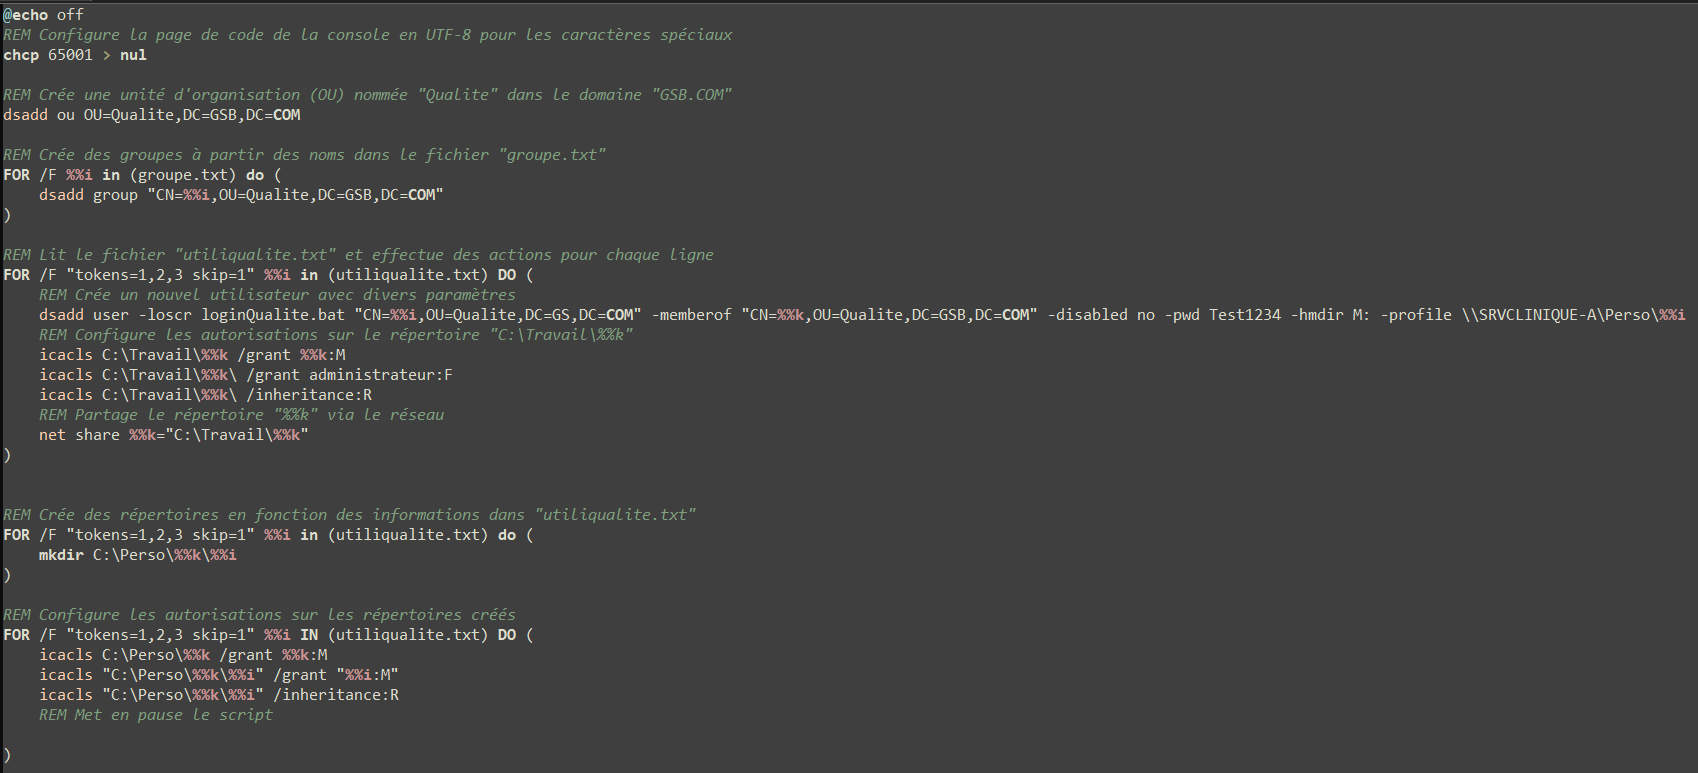 @echo off
REM Configure la page de code de la console en UTF-8 pour les caractères spéciaux
chcp 65001 > nul
REM Crée une unité d'organisation (OU) nommée "Qualite" dans le domaine "GSB.COM"
dsadd ou OU=Qualite,DC=GSB,DC=COM
REM Crée des groupes à partir des noms dans le fichier "groupe.txt"
FOR /F %%i in (groupe.txt) do (
dsadd group "CN=%%i,OU=Qualite,DC=GSB,DC=COM"
)
REM Lit le fichier "utiliqualite.txt" et effectue des actions pour chaque ligne
FOR /F "tokens=1,2,3 skip=1" %%i in (utiliqualite.txt) DO (
REM Crée un nouvel utilisateur avec divers paramètres
dsadd user -loscr loginQualite.bat "CN=%%i,OU=Qualite,DC=GS,DC=COM" -memberof "CN=%%k,OU=Qualite,DC=GSB,DC=COM" -disabled no -pwd Test1234 -hmdir M: -profile \\SRVCLINIQUE-A\Perso\%%i
REM Configure les autorisations sur le répertoire "C:\Travail\%%k"
icacls C:\Travail\%%k /grant %%k:M
icacls C:\Travail\%%k\ /grant administrateur:F
icacls C:\Travail\%%k\ /inheritance:R
REM Partage le répertoire "%%k" via le réseau
net share %%k="C:\Travail\%%k"
)
REM Crée des répertoires en fonction des informations dans "utiliqualite.txt"
FOR /F "tokens=1,2,3 skip=1" %%i in (utiliqualite.txt) do (
mkdir C:\Perso\%%k\%%i
)
REM Configure les autorisations sur les répertoires créés
FOR /F "tokens=1,2,3 skip=1" %%i IN (utiliqualite.txt) DO (
icacls C:\Perso\%%k /grant %%k:M
icacls "C:\Perso\%%k\%%i" /grant "%%i:M"
icacls "C:\Perso\%%k\%%i" /inheritance:R
REM Met en pause le script
)